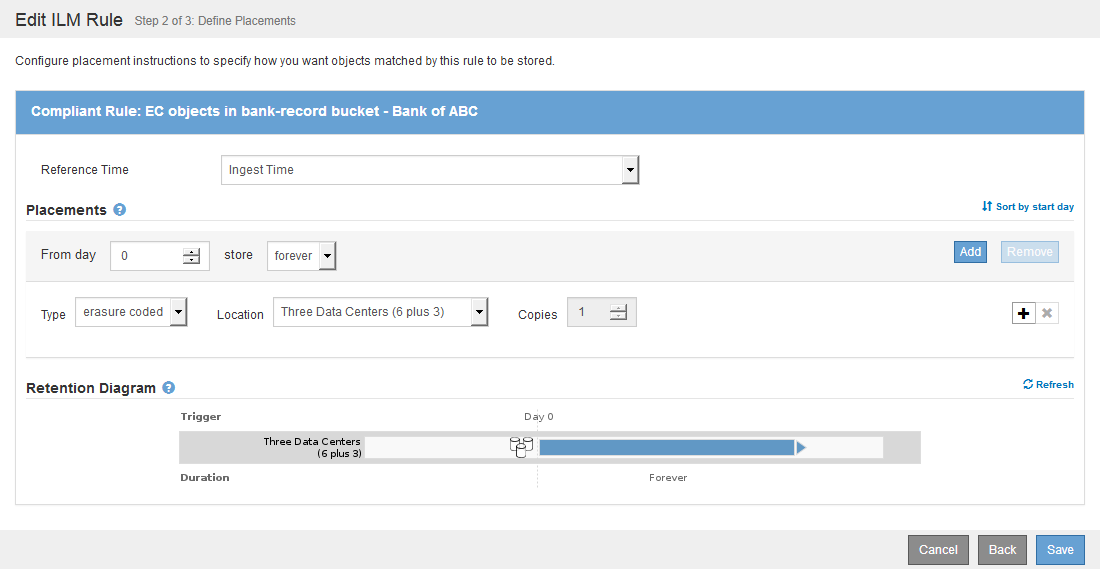 Edit ILM Rule Step 2 of 3: Define Placements
Configure placement instructions to specify how you want objects matched by this rule to be stored.
Compliant Rule: EC objects in bank-record bucket - Bank of ABC
Reference Time Ingest Time
Placements ? Sort by start day
From day 0 store forever Add Remove
Type erasure coded Location Three Data Centers (6 plus 3) Copies 1
Retention Diagram ? Refresh
Trigger Day 0
Three Data Centers
(6 plus 3)
Duration Forever
Cancel Back Save